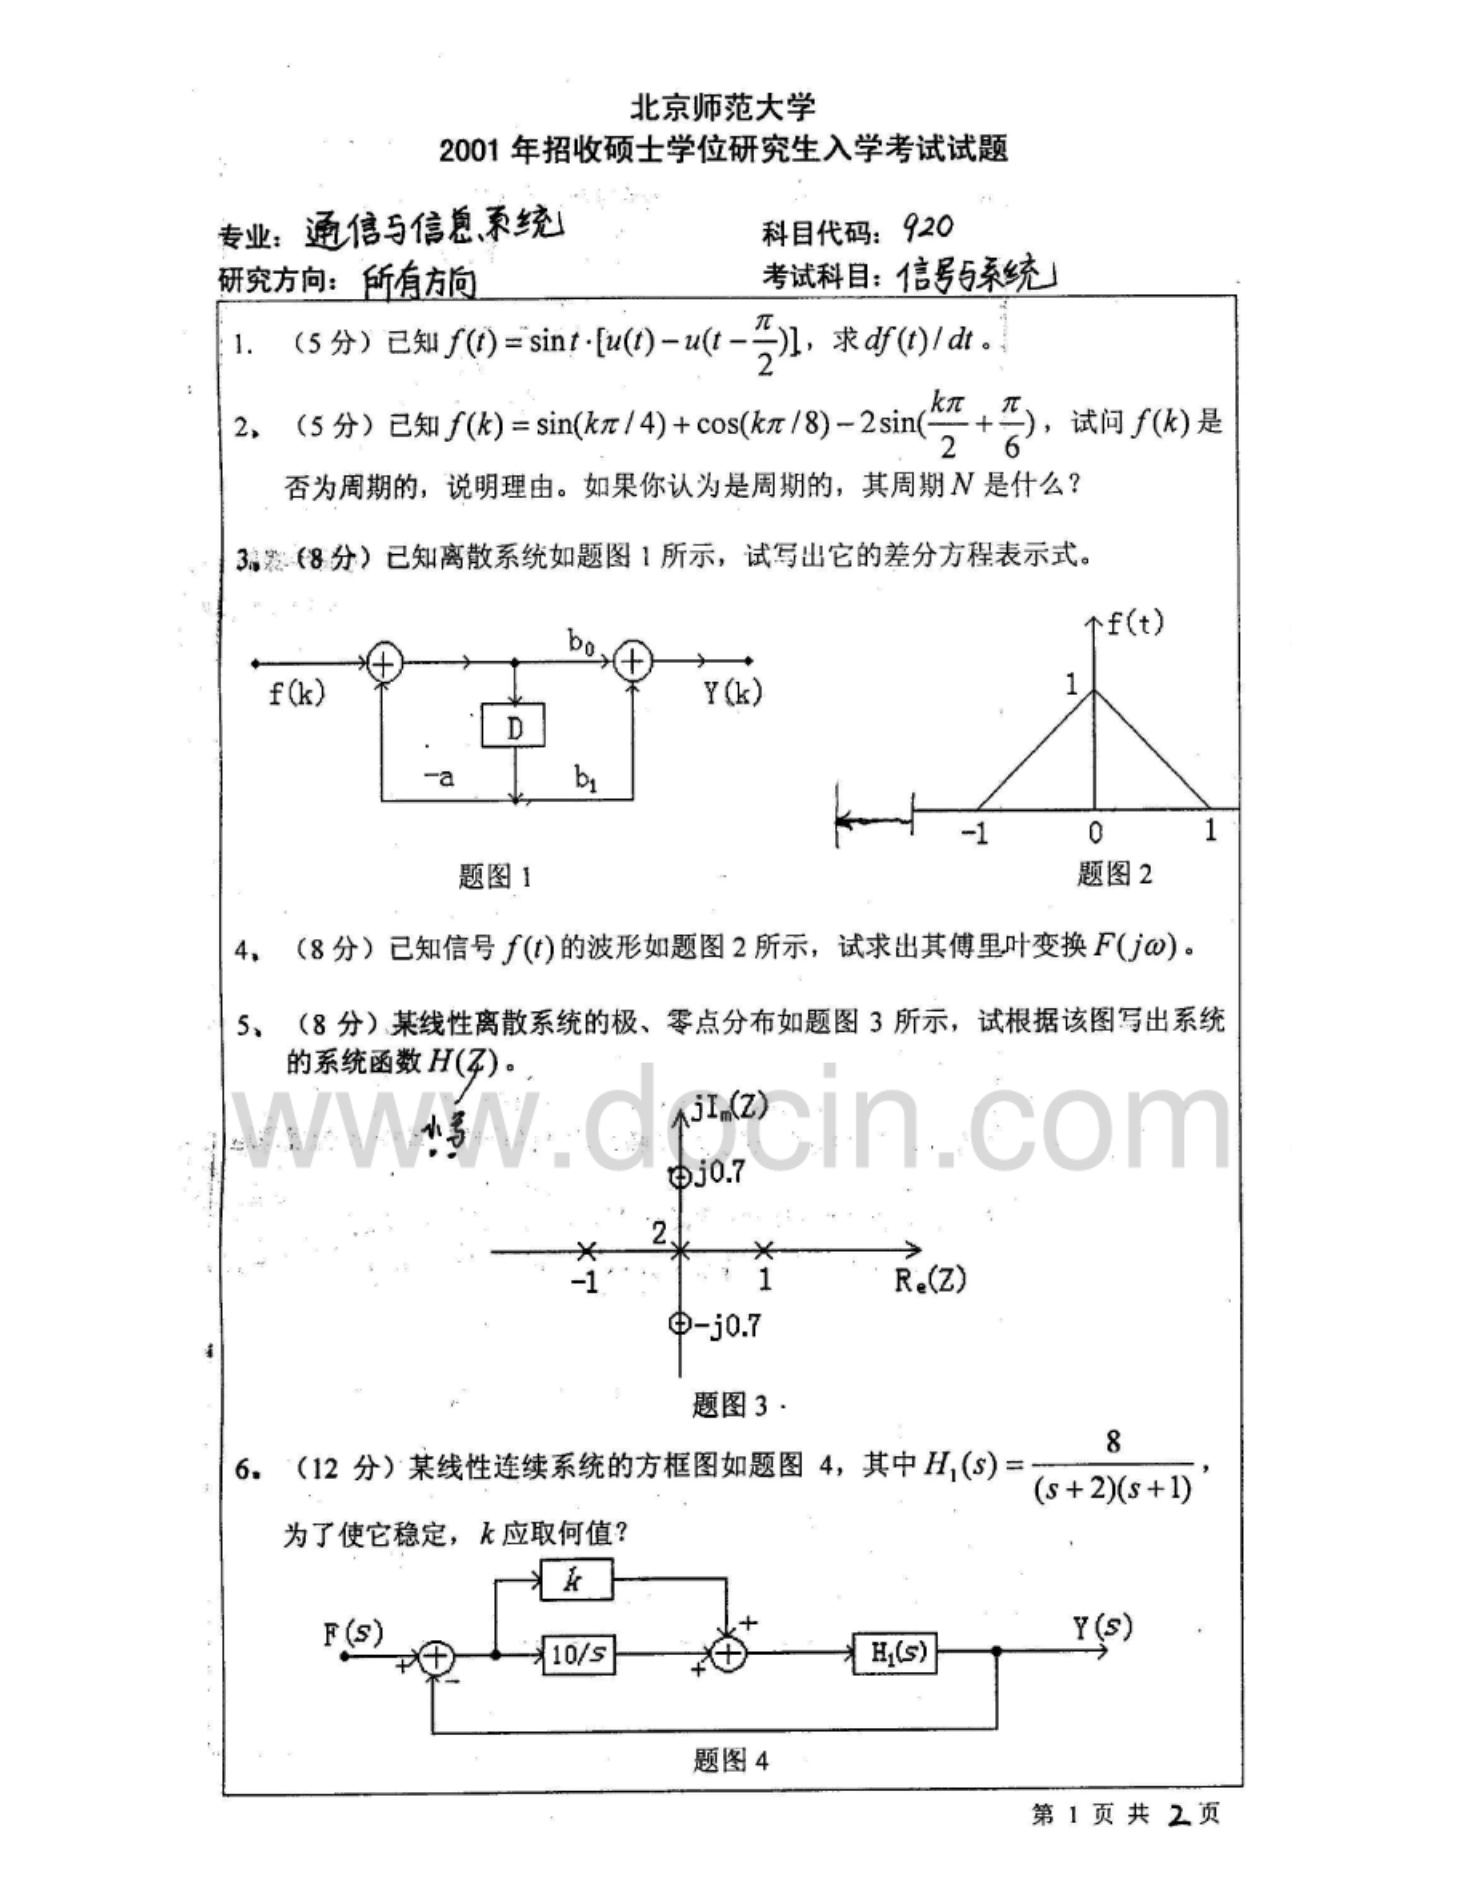 北京师范大学
2001 年招收硕士学位研究生入学考试试题
专业：通信与信息系统 科目代码：920
研究方向：所有方向 考试科目：信号与系统
1. （5 分）已知 f(t) = sin t·[u(t) − u(t − π/2)]，求 df(t)/dt 。
2、（5 分）已知 f(k) = sin(kπ/4) + cos(kπ/8) − 2sin(kπ/2 + π/6)，试问 f(k) 是
否为周期的，说明理由。如果你认为是周期的，其周期 N 是什么？
3、（8 分）已知离散系统如题图 1 所示，试写出它的差分方程表示式。
f(k) b₀ Y(k)
D
-a b₁
题图 1
f(t)
1
-1 0 1
题图 2
4、（8 分）已知信号 f(t) 的波形如题图 2 所示，试求出其傅里叶变换 F(jω) 。
5、（8 分）某线性离散系统的极、零点分布如题图 3 所示，试根据该图写出系统
的系统函数 H(Z) 。
小写
jIm(Z)
j0.7
2
-1 1 Re(Z)
-j0.7
题图 3
6、（12 分）某线性连续系统的方框图如题图 4，其中 H₁(s) = 8/((s+2)(s+1))，
为了使它稳定，k 应取何值？
k
F(s) + + − 10/s + + H₁(s) Y(s)
题图 4
第 1 页 共 2 页
www.docin.com